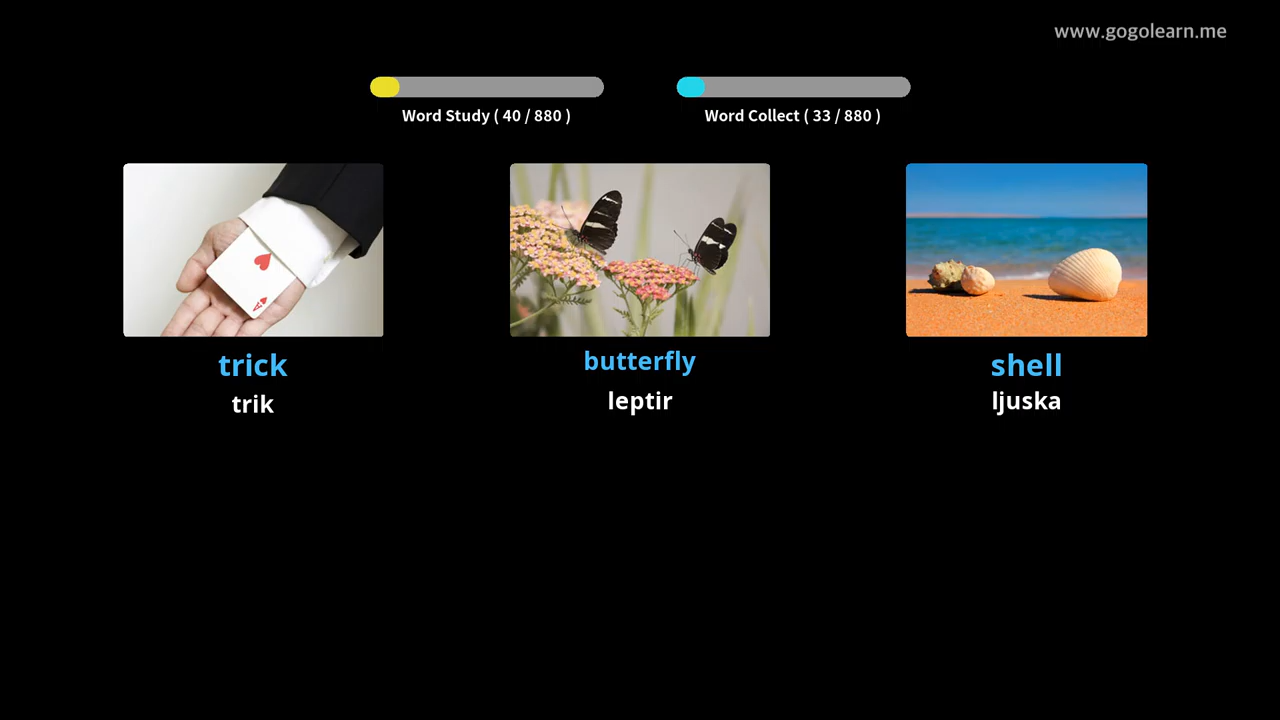 www.gogolearn.me
Word Study ( 40 / 880 )
Word Collect ( 33 / 880 )
A
trick
butterfly
shell
trik
leptir
ljuska